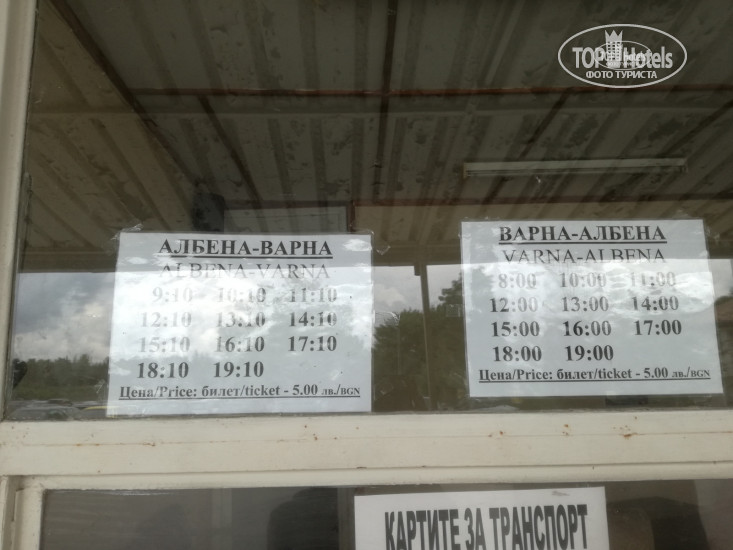 TOP Hotels
ФОТО ТУРИСТА
АЛБЕНА-ВАРНА
ALBENA-VARNA
9:10 10:10 11:10
12:10 13:10 14:10
15:10 16:10 17:10
18:10 19:10
Цена/Price: билет/ticket - 5.00 лв./BGN
ВАРНА-АЛБЕНА
VARNA-ALBENA
8:00 10:00 11:00
12:00 13:00 14:00
15:00 16:00 17:00
18:00 19:00
Цена/Price: билет/ticket - 5.00 лв./BGN
КАРТИТЕ ЗА ТРАНСПОРТ